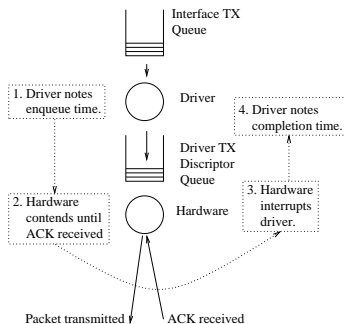 Interface TX
Queue
1. Driver notes
enqueue time.
Driver
4. Driver notes
completion time.
Driver TX
Discriptor
Queue
2. Hardware
contends until
ACK received
Hardware
3. Hardware
interrupts
driver.
Packet transmitted
ACK received